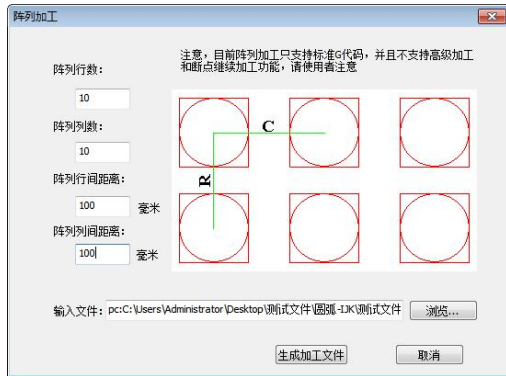 阵列加工
注意，目前阵列加工只支持标准G代码，并且不支持高级加工
和断点继续加工功能，请使用者注意
阵列行数：
10
阵列列数：
10
阵列行间距离：
100 毫米
阵列列间距离：
100 毫米
C
R
输入文件： pc:C:\Users\Administrator\Desktop\测试文件\圆弧-IJK\测试文件 浏览...
生成加工文件 取消